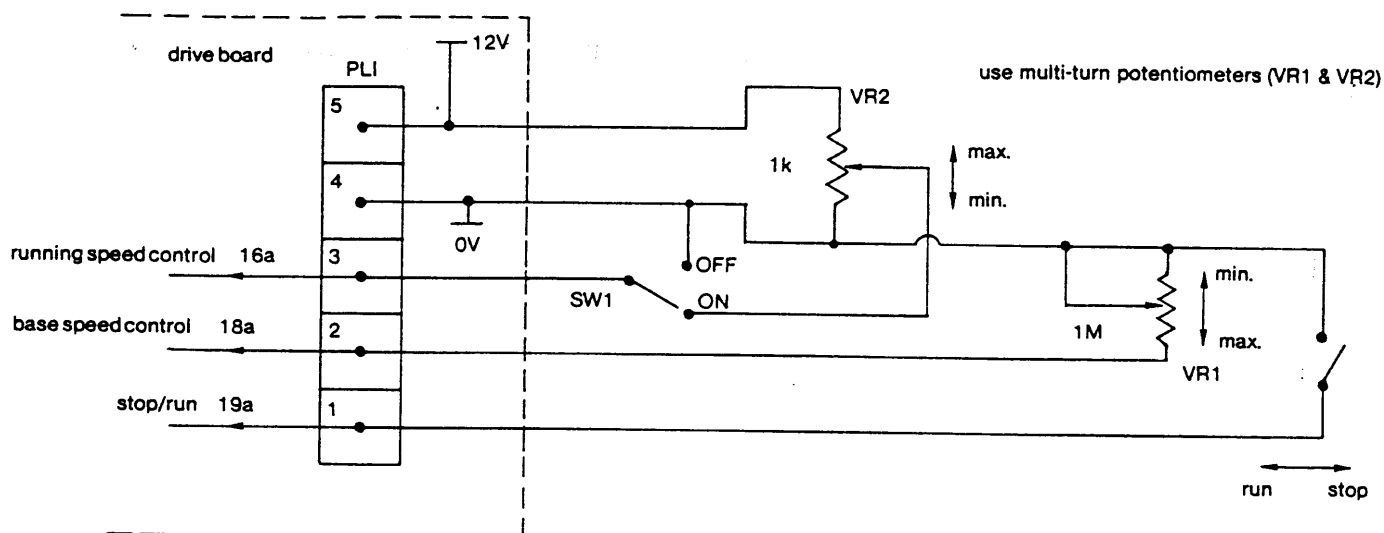 drive board
12V
PLI
use multi-turn potentiometers (VR1 & VR2)
VR2
5
1k
max.
min.
4
0V
running speed control 16a
3
OFF
SW1
ON
min.
max.
1M
VR1
base speed control 18a
2
stop/run 19a
1
run stop